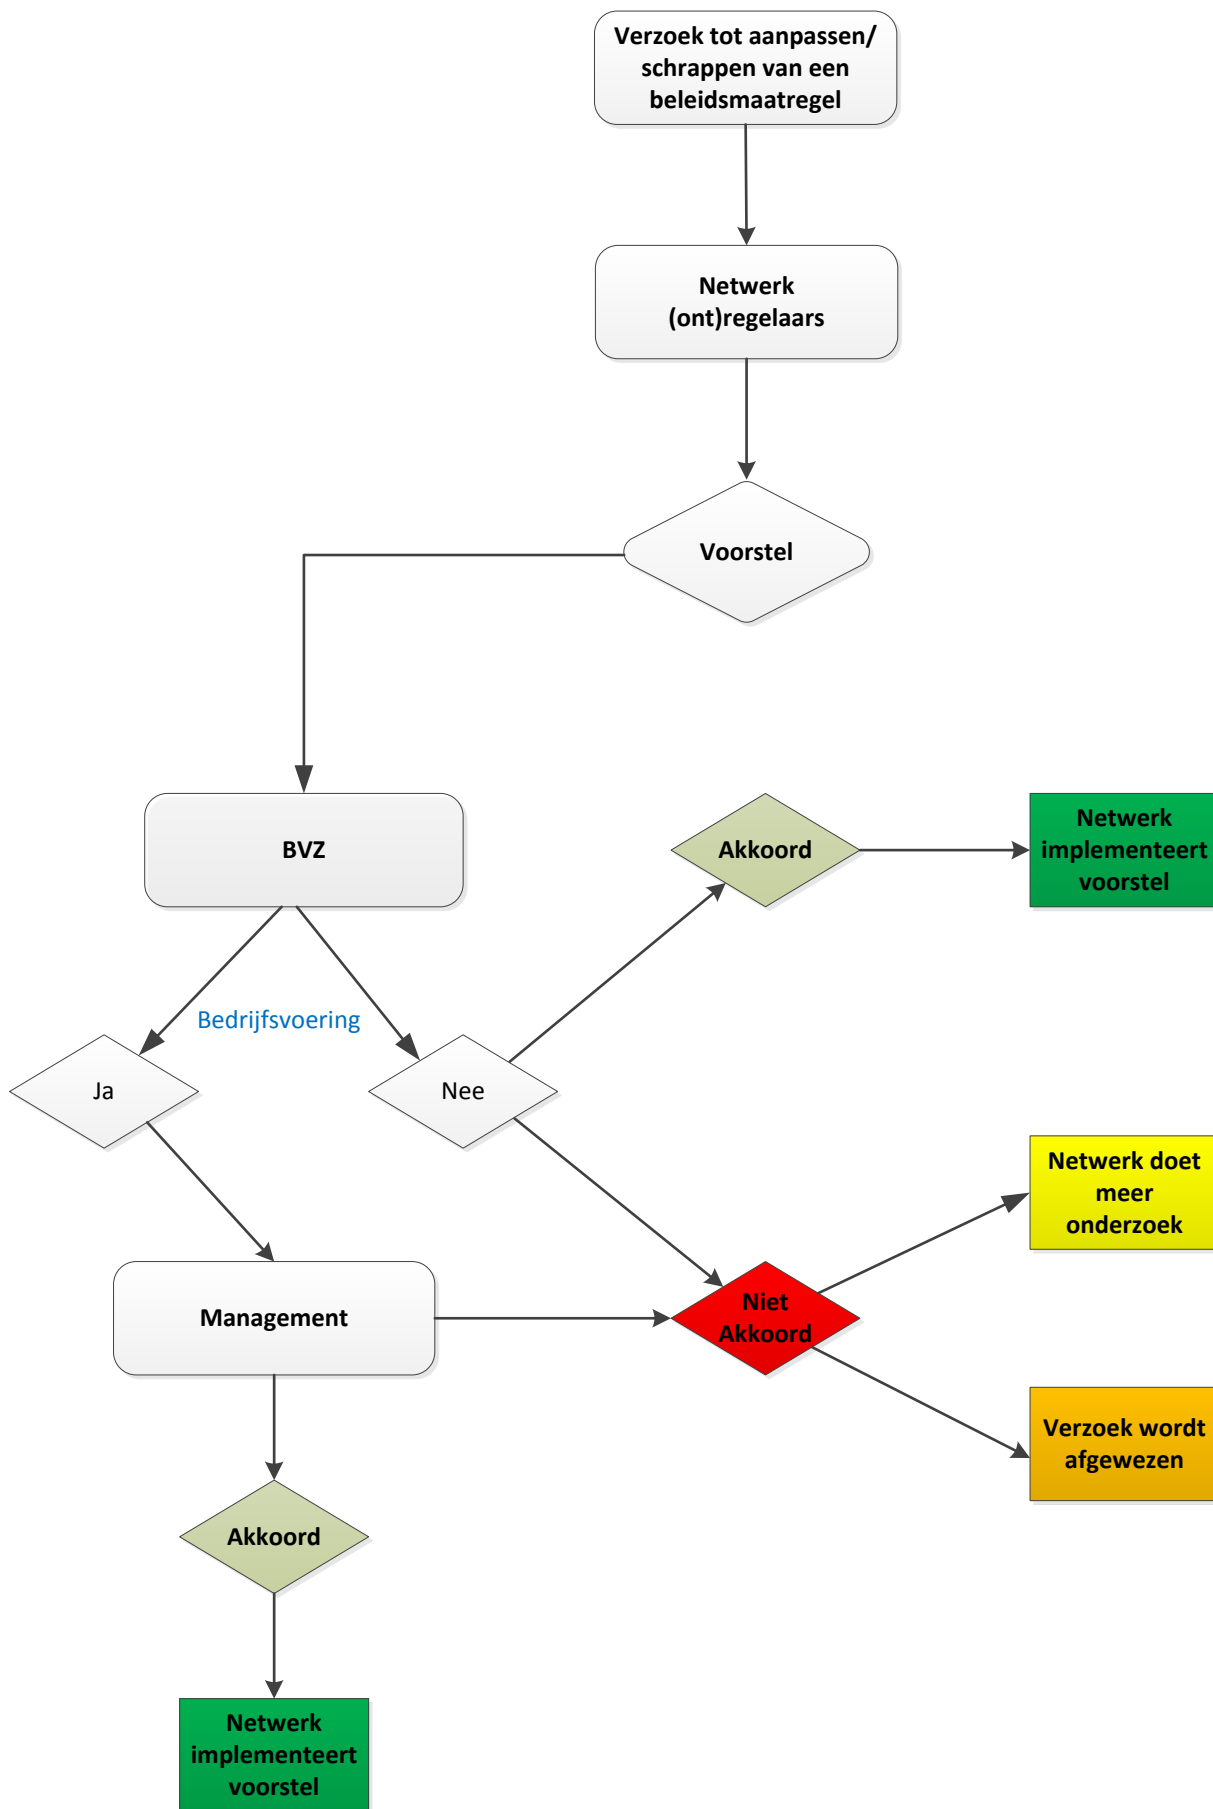 Verzoek tot aanpassen/
schrappen van een
beleidsmaatregel
Netwerk
(ont)regelaars
Voorstel
BVZ
Akkoord
Netwerk
implementeert
voorstel
Bedrijfsvoering
Ja
Nee
Netwerk doet
meer
onderzoek
Management
Niet
Akkoord
Verzoek wordt
afgewezen
Akkoord
Netwerk
implementeert
voorstel